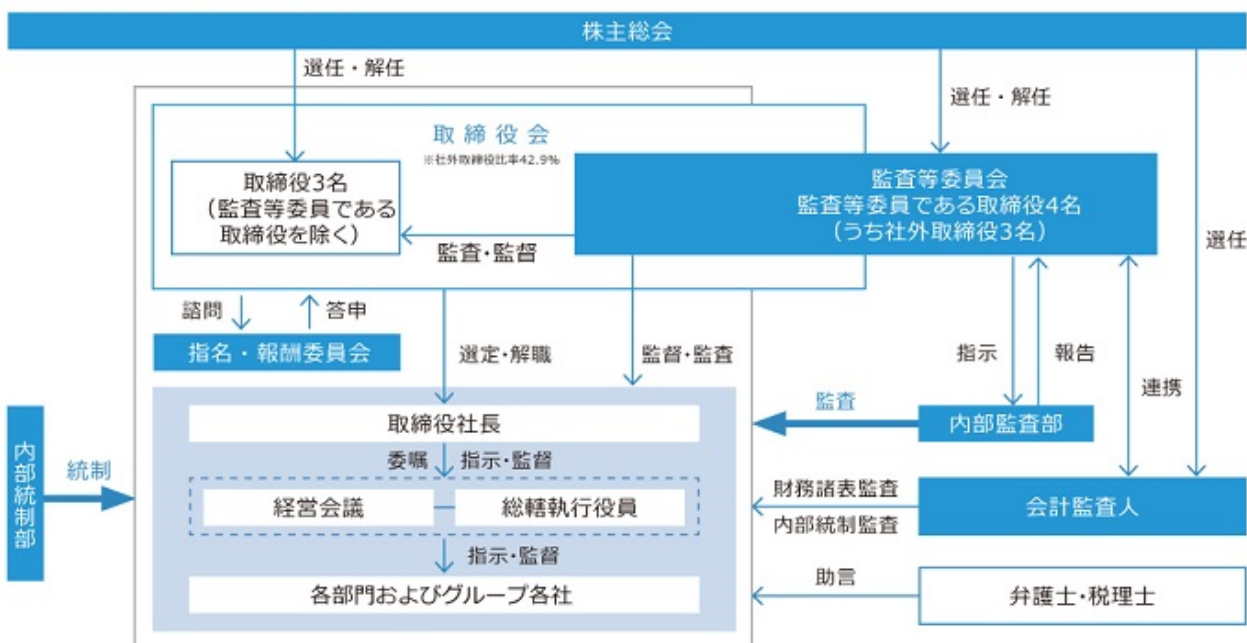 株主総会
選任・解任
選任・解任
選任
取締役会
※社外取締役比率42.9%
取締役3名
（監査等委員である
取締役を除く）
監査等委員会
監査等委員である取締役4名
（うち社外取締役3名）
監査・監督
諮問
答申
指名・報酬委員会
選定・解職
監督・監査
指示
報告
連携
取締役社長
監査
内部監査部
委嘱
指示・監督
内部統制部
統制
経営会議
総轄執行役員
財務諸表監査
内部統制監査
会計監査人
指示・監督
各部門およびグループ各社
助言
弁護士・税理士